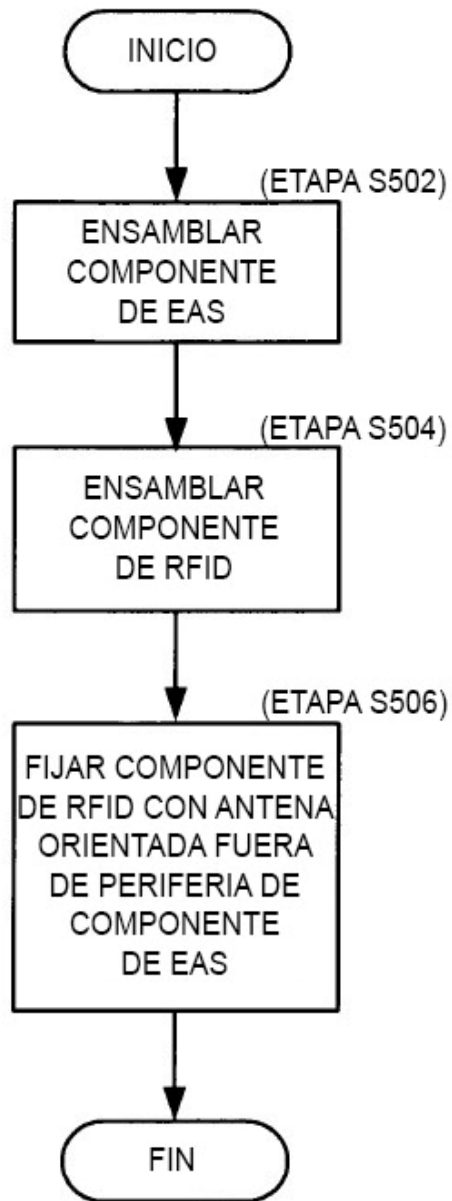 INICIO
(ETAPA S502)
ENSAMBLAR
COMPONENTE
DE EAS
(ETAPA S504)
ENSAMBLAR
COMPONENTE
DE RFID
(ETAPA S506)
FIJAR COMPONENTE
DE RFID CON ANTENA
ORIENTADA FUERA
DE PERIFERIA DE
COMPONENTE
DE EAS
FIN